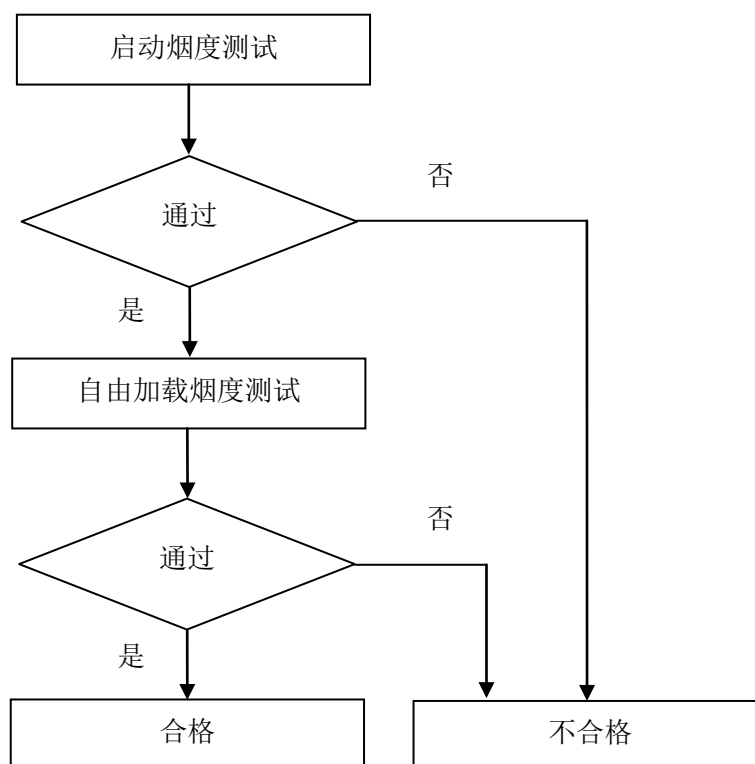 启动烟度测试
否
通过
是
自由加载烟度测试
否
通过
是
合格
不合格